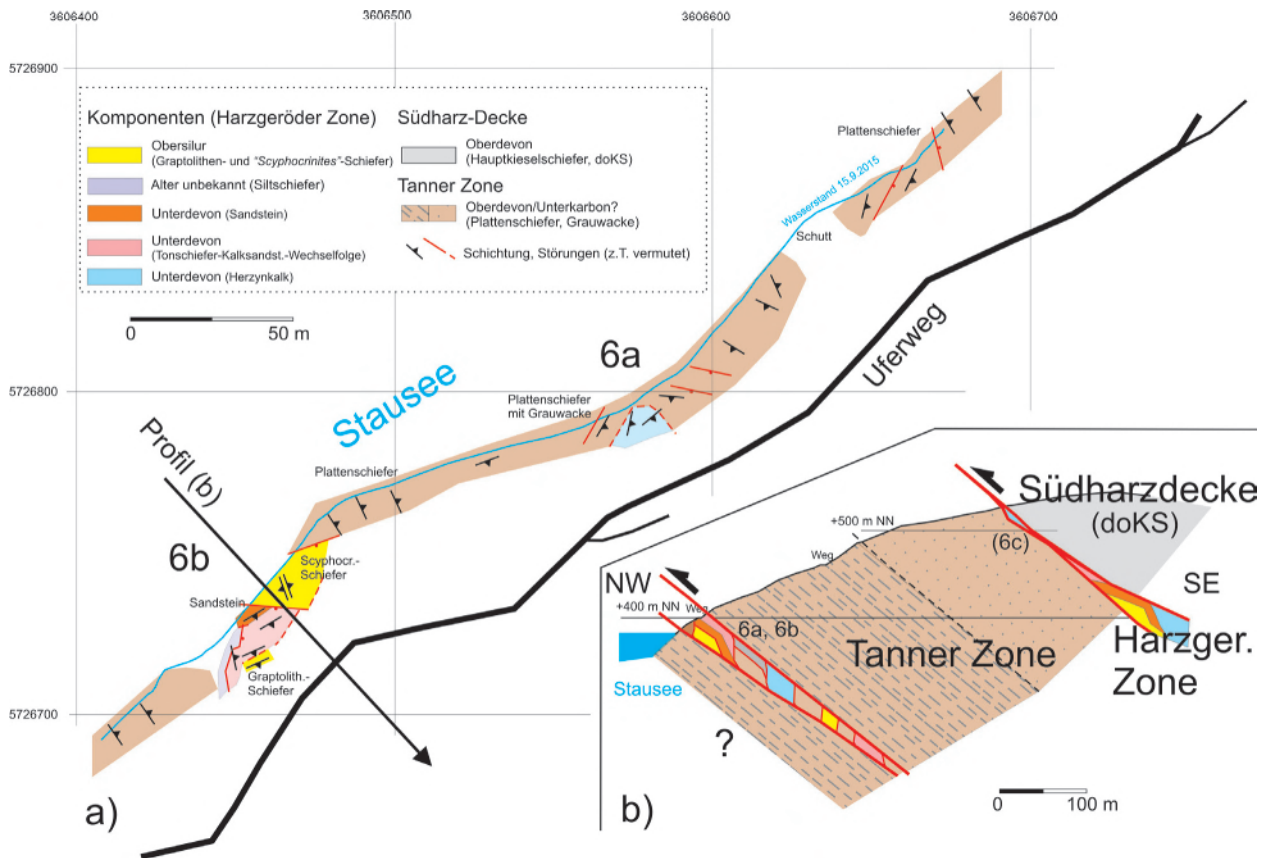 3606400
3606500
3606600
3606700
5726900
Komponenten (Harzgeröder Zone)
Obersilur
(Graptolithen- und "Scyphocrinites"-Schiefer)
Alter unbekannt (Siltschiefer)
Unterdevon (Sandstein)
Unterdevon
(Tonschiefer-Kalksandst.-Wechselfolge)
Unterdevon (Herzynkalk)
Südharz-Decke
Oberdevon
(Hauptkieselschiefer, doKS)
Tanner Zone
Oberdevon/Unterkarbon?
(Plattenschiefer, Grauwacke)
Schichtung, Störungen (z.T. vermutet)
0
50 m
Plattenschiefer
Wasserstand 15.9.2015
Schutt
6a
Uferweg
5726800
Stausee
Plattenschiefer
mit Grauwacke
Profil (b)
Plattenschiefer
6b
Scyphocr.-
Schiefer
Sandstein
Graptolith.-
Schiefer
5726700
a)
Südharzdecke
(doKS)
+500 m NN
(6c)
Weg
NW
SE
+400 m NN
Weg
6a, 6b
Tanner Zone
Harzger.
Zone
Stausee
?
b)
0
100 m